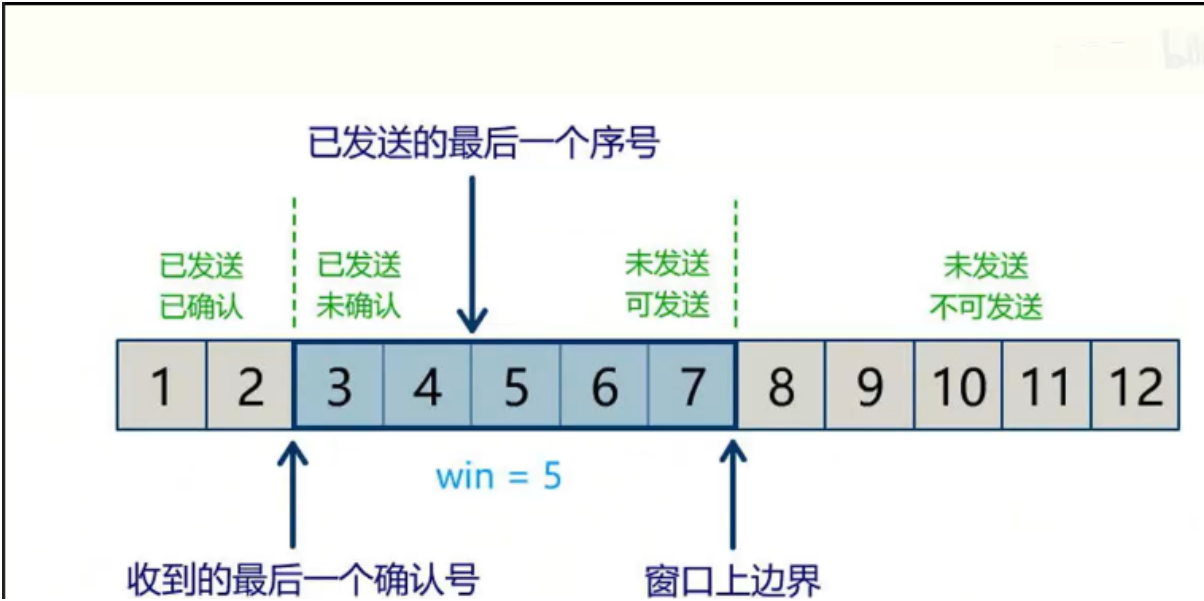 已发送的最后一个序号
已发送 已发送 未发送 未发送
已确认 未确认 可发送 不可发送
1 2 3 4 5 6 7 8 9 10 11 12
win = 5
收到的最后一个确认号 窗口上边界